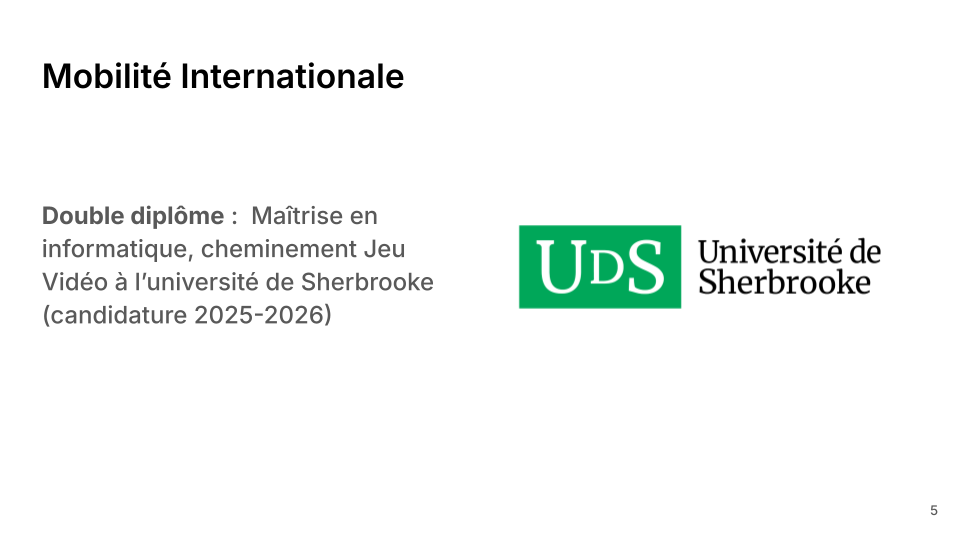 Mobilité Internationale
Double diplôme :  Maîtrise en
informatique, cheminement Jeu
Vidéo à l’université de Sherbrooke
(candidature 2025-2026)
UDS
Université de
Sherbrooke
5